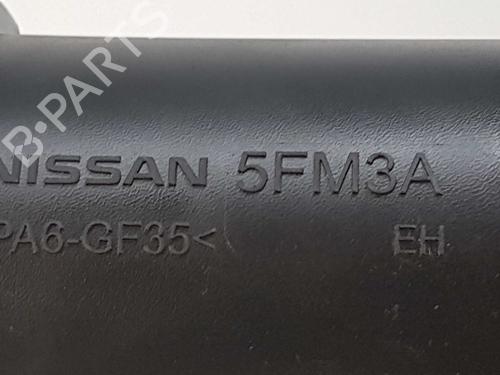 B-PARTS
NISSAN 5FM3A
PA6-GF35< EH